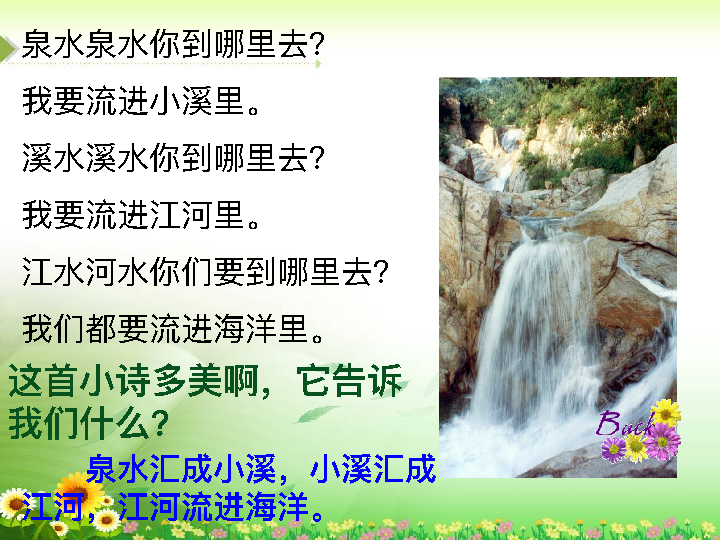 泉水泉水你到哪里去?
我要流进小溪里。
溪水溪水你到哪里去?
我要流进江河里。
江水河水你们要到哪里去?
我们都要流进海洋里。
这首小诗多美啊，它告诉
我们什么?
泉水汇成小溪，小溪汇成
江河，江河流进海洋。
Back